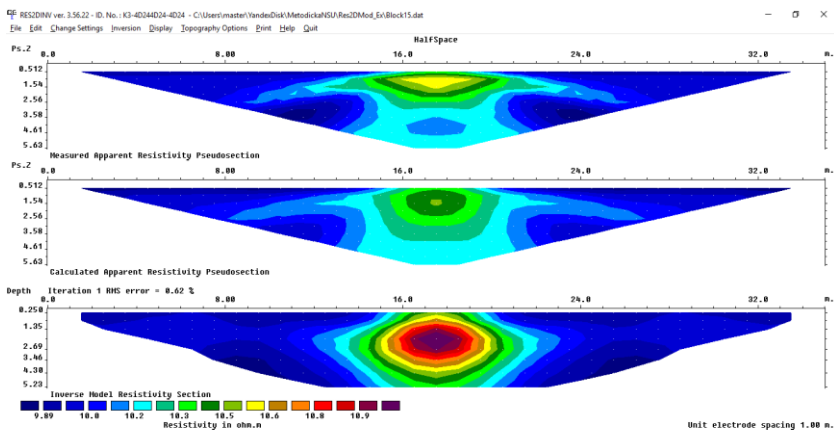 RES2DINV ver. 3.56.22 - ID. No. : K3-4D244D24-4D24 - C:\Users\master\YandexDisk\MetodickaNSU\Res2DMod_Ex\Block15.dat
File Edit Change Settings Inversion Display Topography Options Print Help Quit
HalfSpace
Ps.Z 0.0 8.00 16.0 24.0 32.0 m.
0.512
1.54
2.56
3.58
4.61
5.63
Measured Apparent Resistivity Pseudosection
Ps.Z 0.0 8.00 16.0 24.0 32.0 m.
0.512
1.54
2.56
3.58
4.61
5.63
Calculated Apparent Resistivity Pseudosection
Depth Iteration 1 RMS error = 0.62 %
0.0 8.00 16.0 24.0 32.0 m.
0.250
1.35
2.69
3.46
4.30
5.23
Inverse Model Resistivity Section
9.89 10.0 10.2 10.3 10.5 10.6 10.8 10.9
Resistivity in ohm.m
Unit electrode spacing 1.00 m.